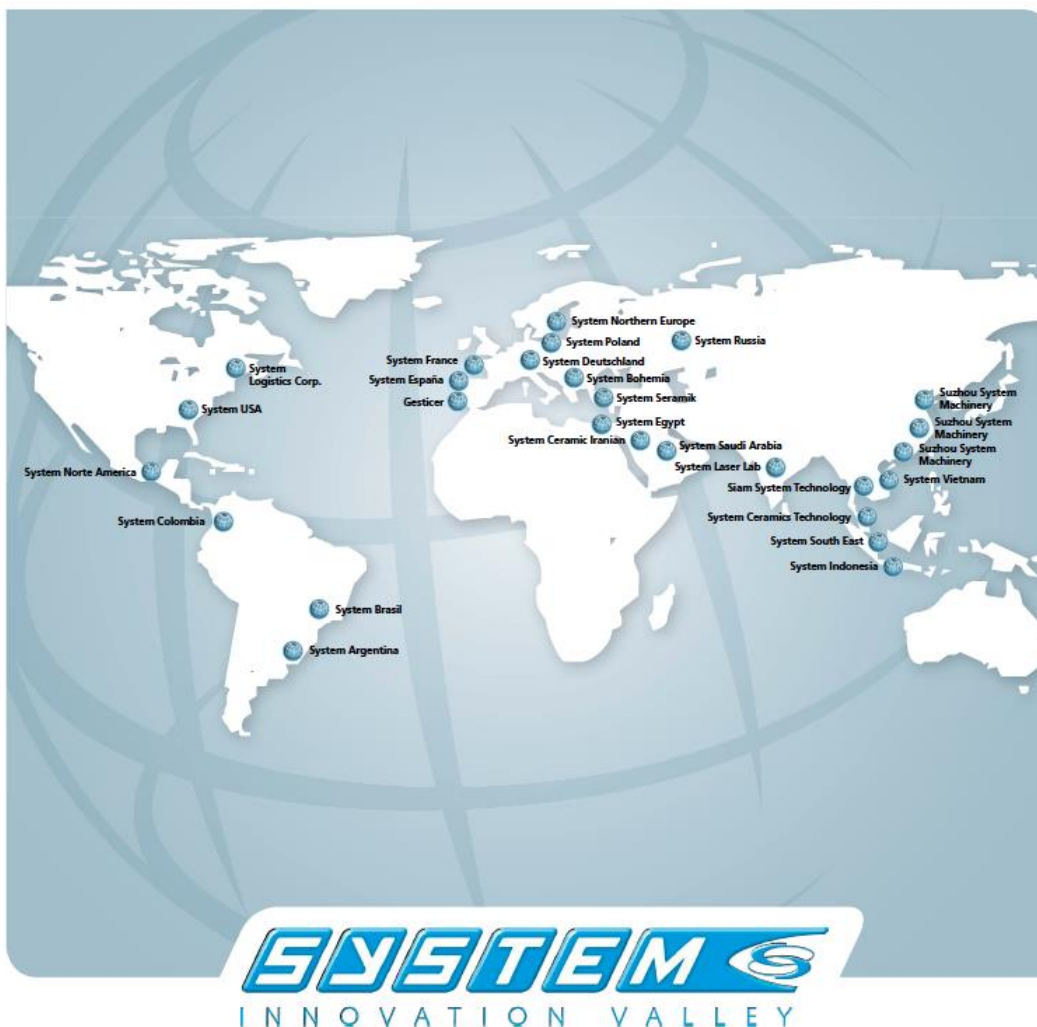 System Northern Europe
System Poland
System Russia
System France
System Deutschland
System
Logistics Corp.
System España
System Bohemia
Gesticer
System Seramik
Suzhou System
Machinery
System USA
System Egypt
Suzhou System
Machinery
System Ceramic Iranian
System Saudi Arabia
Suzhou System
Machinery
System Norte America
System Laser Lab
System Vietnam
Siam System Technology
System Colombia
System Ceramics Technology
System South East
System Indonesia
System Brasil
System Argentina
SYSTEM
INNOVATION VALLEY